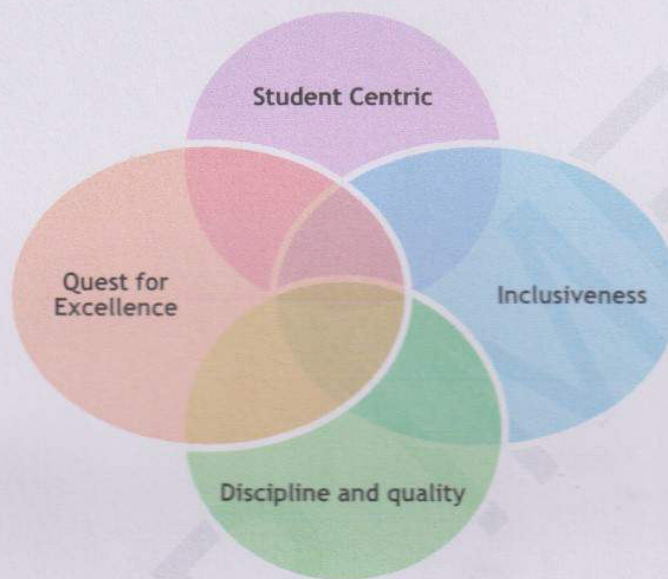 Student Centric
Quest for
Excellence
Inclusiveness
Discipline and quality